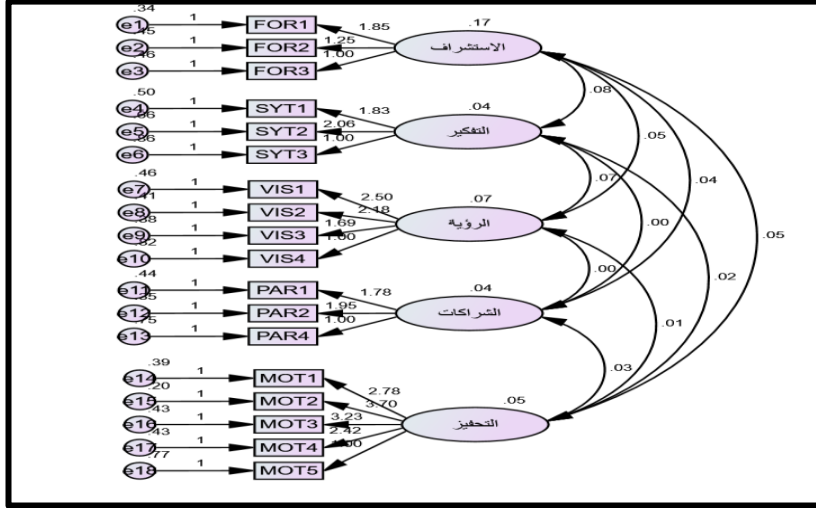 .34
e1 1 FOR1 1.85 .17
.45
e2 1 FOR2 1.25 الاستشراف
.46
e3 1 FOR3 1.00
.08
.50
e4 1 SYT1 1.83 .04
.66
e5 1 SYT2 2.06 التفكير .05
e6 1 SYT3 1.00
.07 .04
.46
e7 1 VIS1 2.50 .07
.41
e8 1 VIS2 2.18 .00
e9 1 VIS3 1.69 الرؤية .05
e10 1 VIS4 1.00
.00 .02
.44
e11 1 PAR1 1.78 .04
e12 1 PAR2 1.95 الشراكات .01
.75
e13 1 PAR4 1.00
.03
.39
e14 1 MOT1 2.78 .05
.20
e15 1 MOT2 3.70
.43
e16 1 MOT3 3.23 التحفيز
.43
e17 1 MOT4 2.42
.77
e18 1 MOT5 1.00